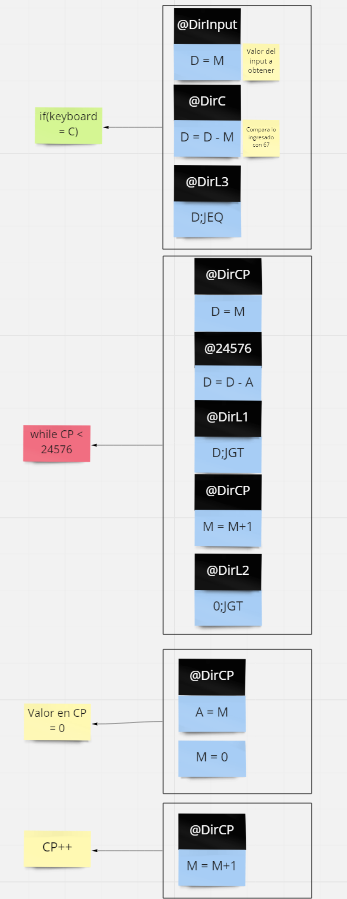 @DirInput
D = M
Valor del
input a
obtener
@DirC
if(keyboard
= C)
D = D - M
Compara lo
ingresado
con 67
@DirL3
D;JEQ
@DirCP
D = M
@24576
D = D - A
@DirL1
while CP <
24576
D;JGT
@DirCP
M = M+1
@DirL2
0;JGT
@DirCP
Valor en CP
= 0
A = M
M = 0
@DirCP
CP++
M = M+1